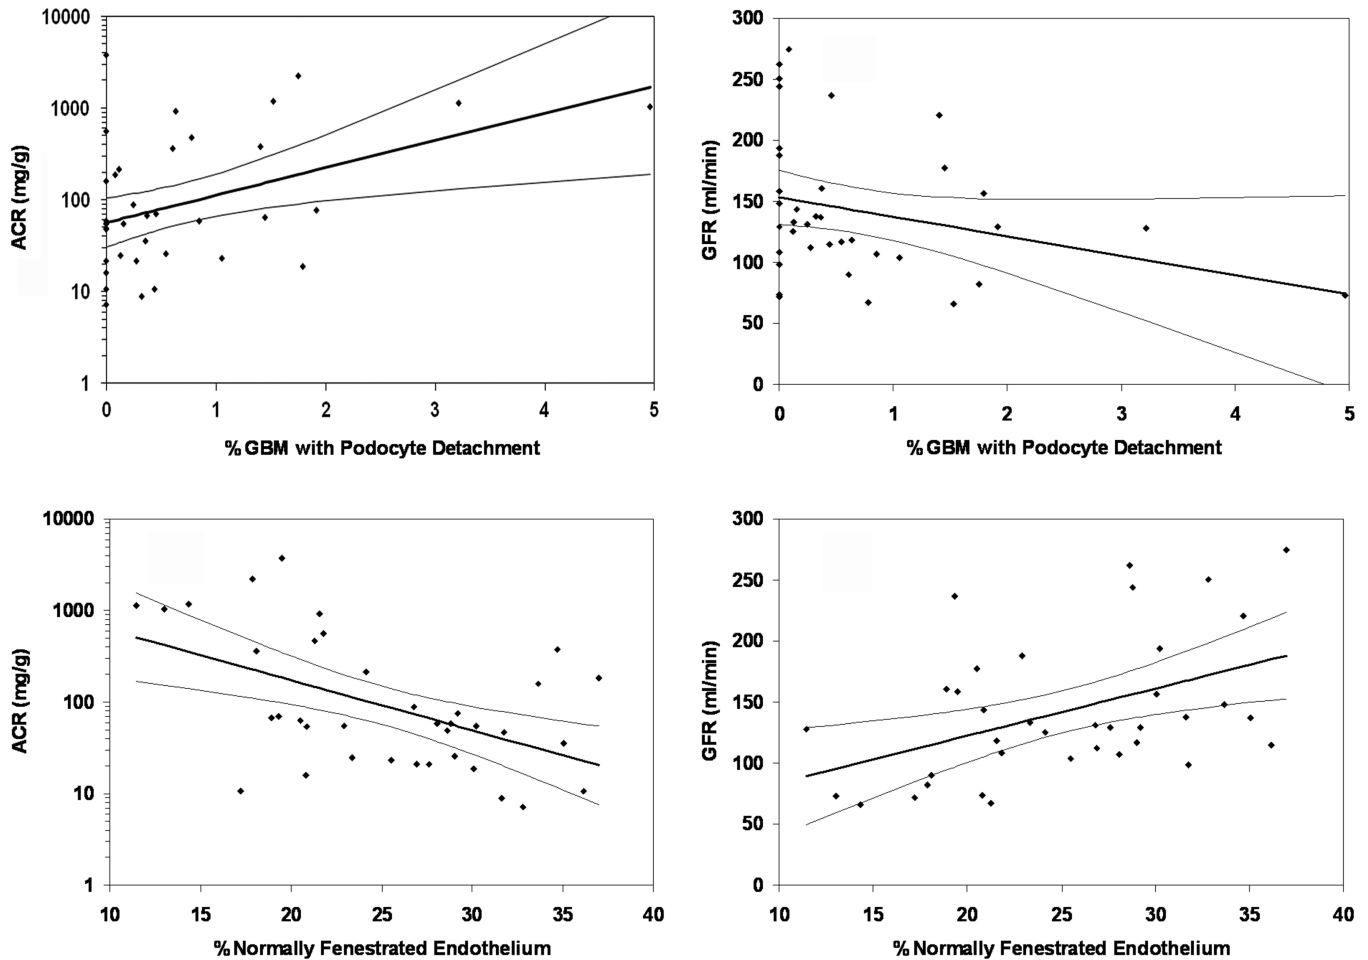 10000
1000
100
10
1
ACR (mg/g)
0 1 2 3 4 5
% GBM with Podocyte Detachment
300
250
200
150
100
50
0
GFR (ml/min)
0 1 2 3 4 5
% GBM with Podocyte Detachment
10000
1000
100
10
1
ACR (mg/g)
10 15 20 25 30 35 40
% Normally Fenestrated Endothelium
300
250
200
150
100
50
0
GFR (ml/min)
10 15 20 25 30 35 40
% Normally Fenestrated Endothelium